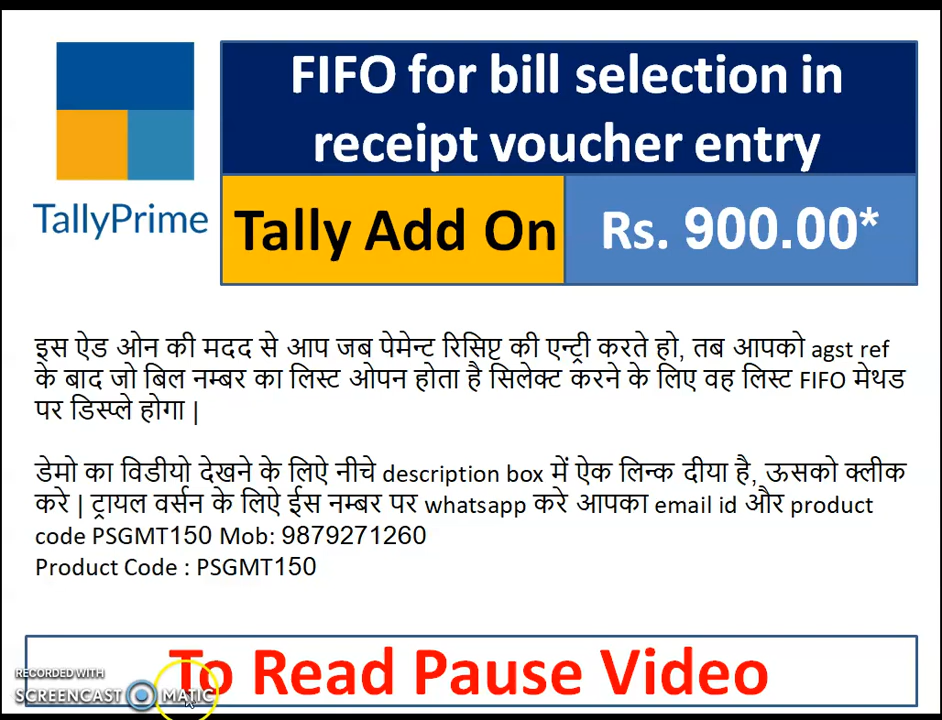 FIFO for bill selection in
receipt voucher entry
TallyPrime
Tally Add On
Rs. 900.00*
इस ऐड ओन की मदद से आप जब पेमेन्ट रिसिप्ट की एन्ट्री करते हो, तब आपको agst ref
के बाद जो बिल नम्बर का लिस्ट ओपन होता है सिलेक्ट करने के लिए वह लिस्ट FIFO मेथड
पर डिस्प्ले होगा |
डेमो का विडीयो देखने के लिऐ नीचे description box में ऐक लिन्क दीया है, ऊसको क्लीक
करे | ट्रायल वर्सन के लिऐ ईस नम्बर पर whatsapp करे आपका email id और product
code PSGMT150 Mob: 9879271260
Product Code : PSGMT150
To Read Pause Video
RECORDED WITH
SCREENCAST MATIC